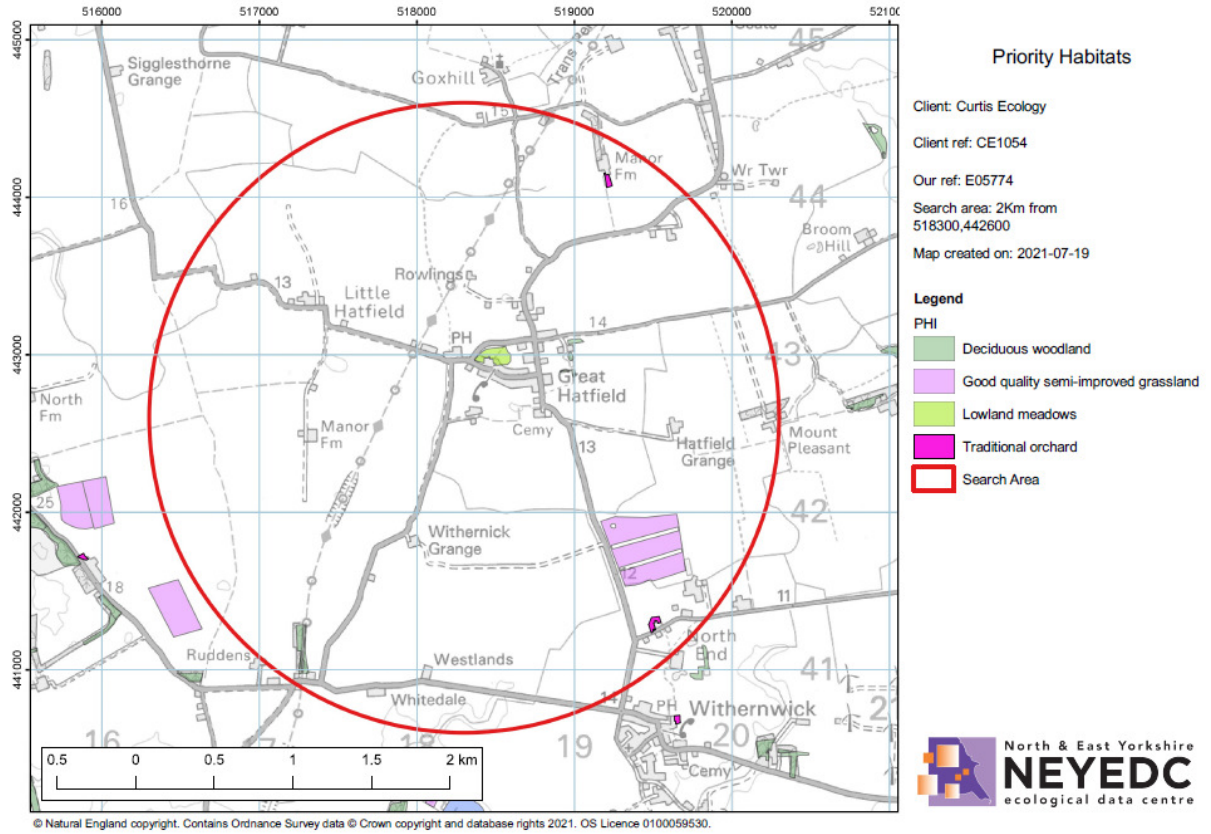 516000 517000 518000 519000 520000 52100
445000
444000
443000
442000
441000
Sigglesthorne
Grange
Goxhill
45
15
Manor
Fm
Wr Twr
44
16
Broom
Hill
Rowlings
13
Little
Hatfield
14
PH
43
Great
Hatfield
North
Fm
Manor
Fm
Cemy
13
Hatfield
Grange
Mount
Pleasant
25
42
Withernick
Grange
18
12
11
North
End
Ruddens
Westlands
41
Whitedale
14
PH
Withernwick
2
16
17
18
19
20
Cemy
0.5 0 0.5 1 1.5 2 km
Priority Habitats
Client: Curtis Ecology
Client ref: CE1054
Our ref: E05774
Search area: 2Km from
518300,442600
Map created on: 2021-07-19
Legend
PHI
Deciduous woodland
Good quality semi-improved grassland
Lowland meadows
Traditional orchard
Search Area
North & East Yorkshire
NEYEDC
ecological data centre
© Natural England copyright. Contains Ordnance Survey data © Crown copyright and database rights 2021. OS Licence 0100059530.